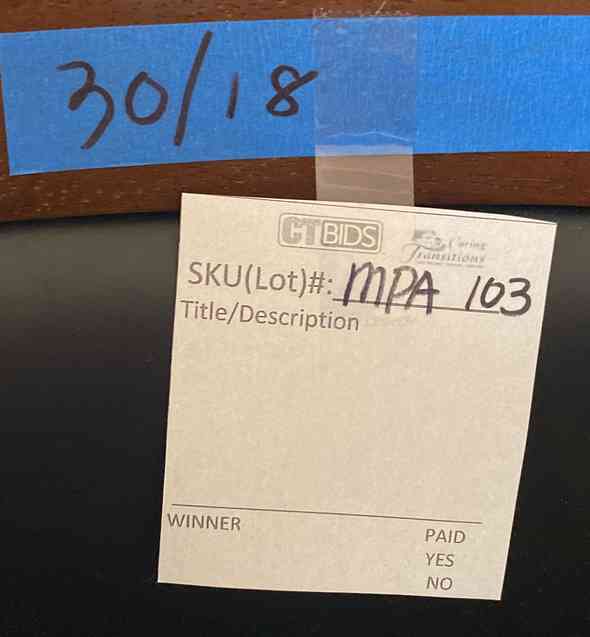 30/18
CTBIDS
Caring
Transitions
SKU(Lot)#: MPA 103
Title/Description
WINNER
PAID
YES
NO